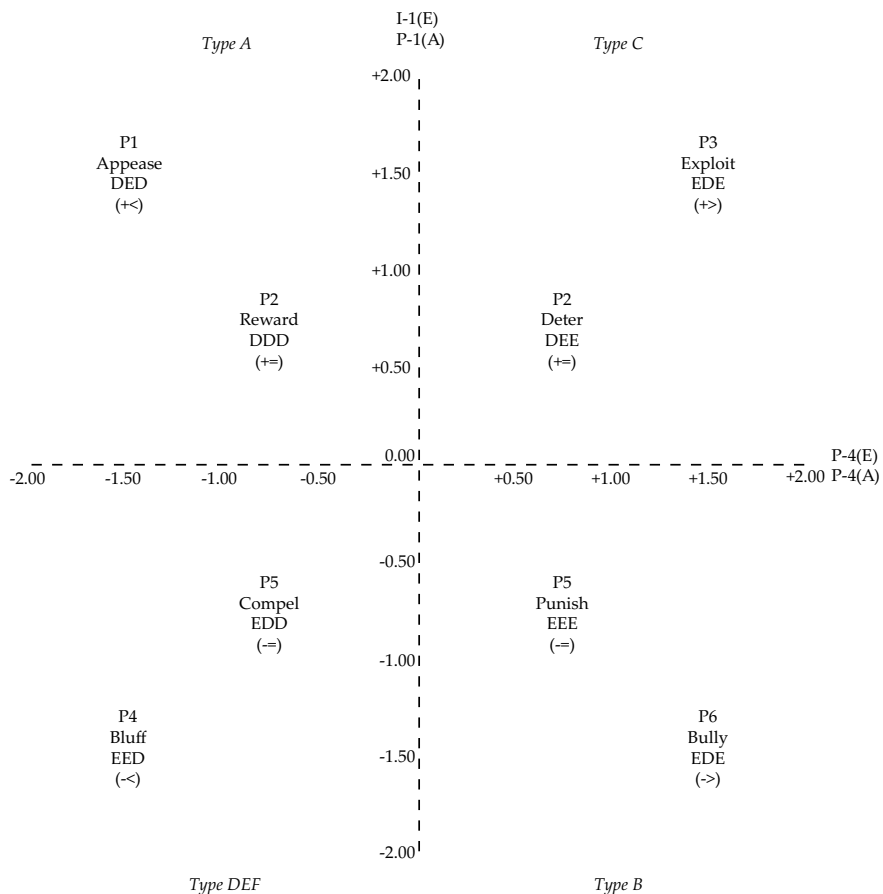 I-1(E)
P-1(A)
Type A
Type C
+2.00
P1
Appease
DED
(+<)
+1.50
P3
Exploit
EDE
(+>)
+1.00
P2
Reward
DDD
(+=)
P2
Deter
DEE
(+=)
+0.50
0.00
P-4(E)
-2.00 -1.50 -1.00 -0.50 +0.50 +1.00 +1.50 +2.00 P-4(A)
-0.50
P5
Compel
EDD
(-=)
P5
Punish
EEE
(-=)
-1.00
P4
Bluff
EED
(-<)
-1.50
P6
Bully
EDE
(->)
-2.00
Type DEF
Type B